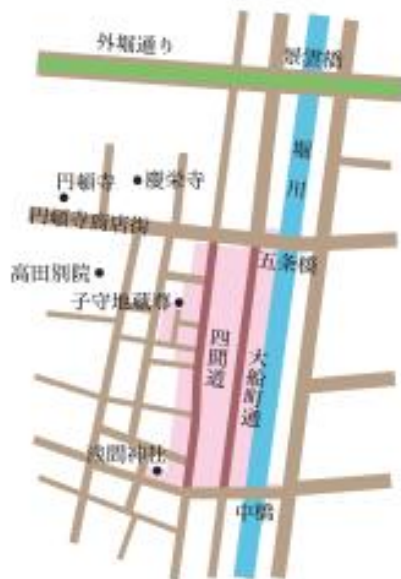 外堀通り
景雲橋
堀川
慶栄寺
円頓寺
円頓寺商店街
五条橋
高田別院
子守地蔵尊
四間道
大船町通
浅間神社
中橋